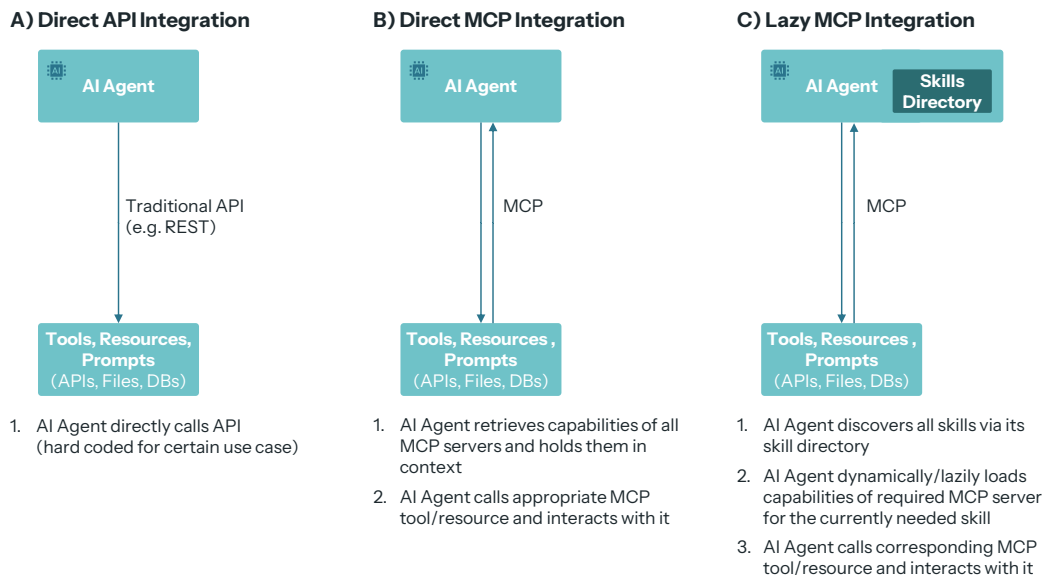 A) Direct API Integration
AI
AI Agent
Traditional API
(e.g. REST)
Tools, Resources,
Prompts
(APIs, Files, DBs)
1. AI Agent directly calls API
(hard coded for certain use case)
B) Direct MCP Integration
AI
AI Agent
MCP
Tools, Resources ,
Prompts
(APIs, Files, DBs)
1. AI Agent retrieves capabilities of all
MCP servers and holds them in
context
2. AI Agent calls appropriate MCP
tool/resource and interacts with it
C) Lazy MCP Integration
AI
AI Agent
Skills
Directory
MCP
Tools, Resources ,
Prompts
(APIs, Files, DBs)
1. AI Agent discovers all skills via its
skill directory
2. AI Agent dynamically/lazily loads
capabilities of required MCP server
for the currently needed skill
3. AI Agent calls corresponding MCP
tool/resource and interacts with it